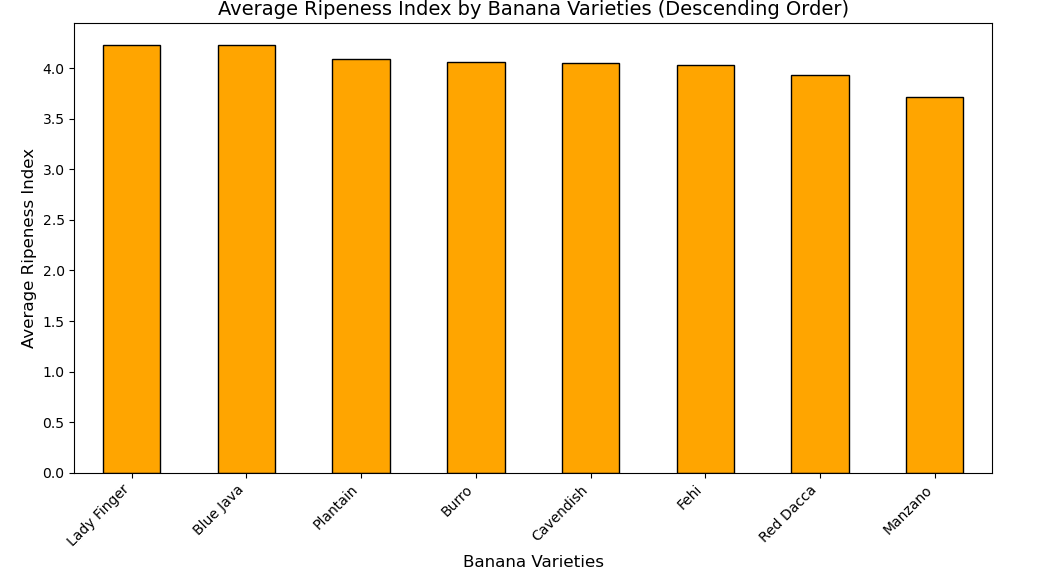 Average Ripeness Index by Banana Varieties (Descending Order)
Average Ripeness Index
4.0
3.5
3.0
2.5
2.0
1.5
1.0
0.5
0.0
Lady Finger
Blue Java
Plantain
Burro
Cavendish
Fehi
Red Dacca
Manzano
Banana Varieties